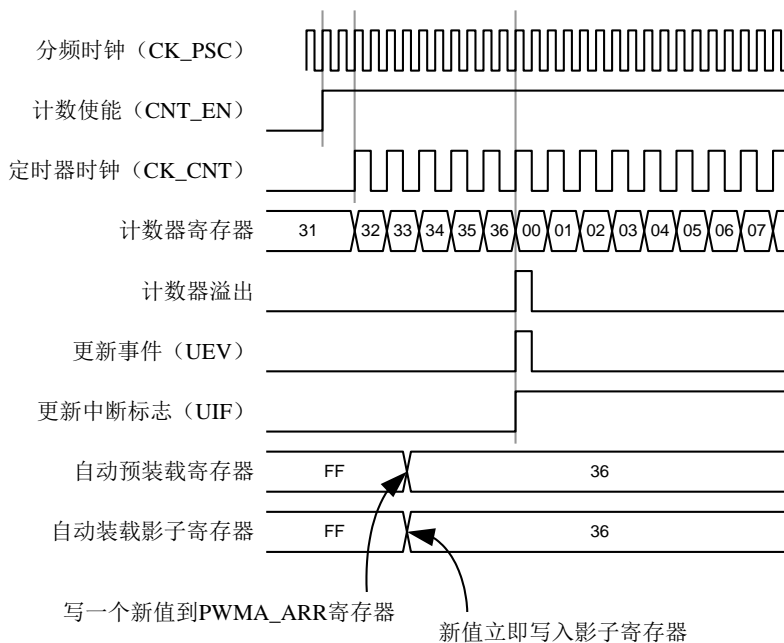 分频时钟（CK_PSC）
计数使能（CNT_EN）
定时器时钟（CK_CNT）
计数器寄存器 31 32 33 34 35 36 00 01 02 03 04 05 06 07
计数器溢出
更新事件（UEV）
更新中断标志（UIF）
自动预装载寄存器 FF 36
自动装载影子寄存器 FF 36
写一个新值到PWMA_ARR寄存器
新值立即写入影子寄存器